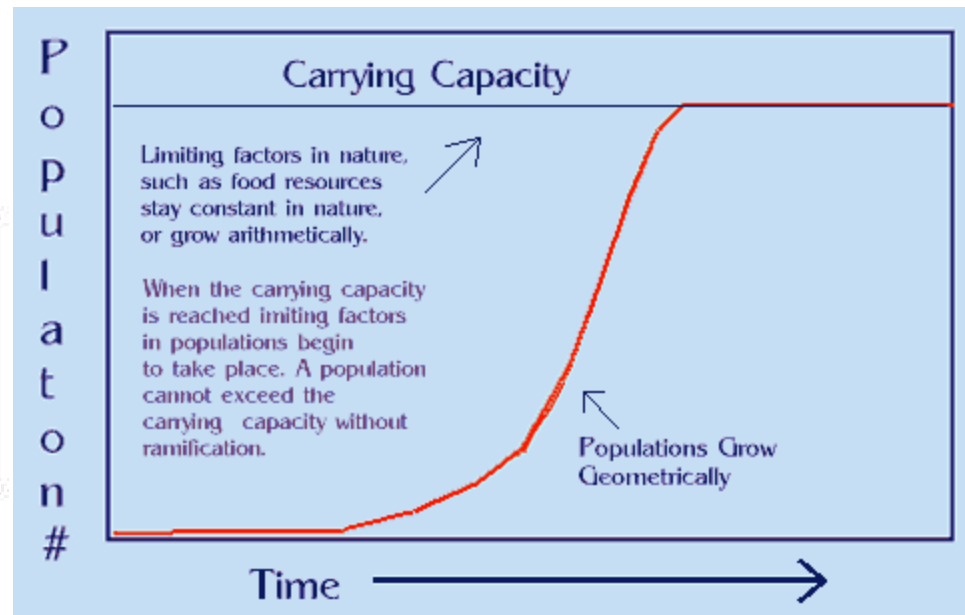 Populaton#
Carrying Capacity
Limiting factors in nature,
such as food resources
stay constant in nature,
or grow arithmetically.
When the carrying capacity
is reached imiting factors
in populations begin
to take place. A population
cannot exceed the
carrying capacity without
ramification.
Populations Grow
Geometrically
Time